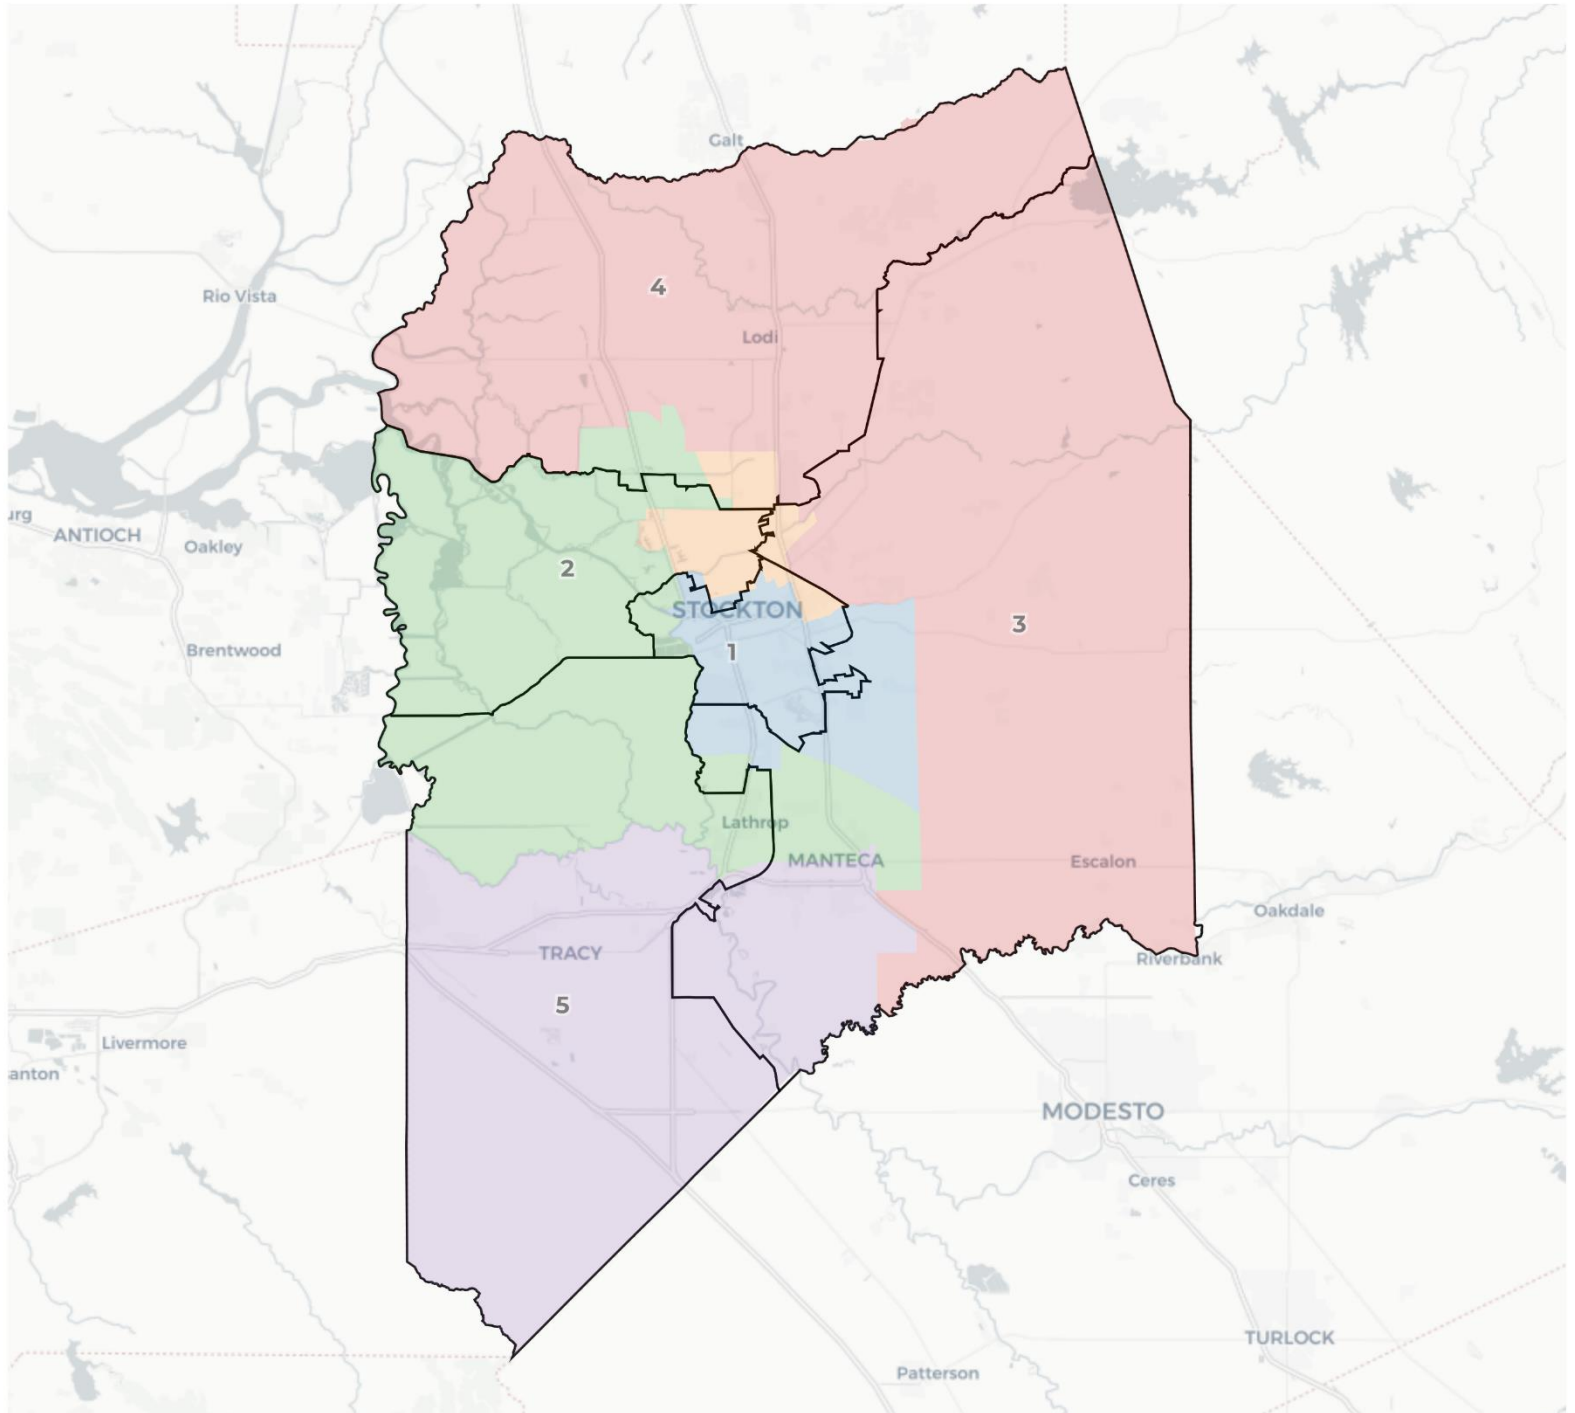 Galt
4
Rio Vista
Lodi
urg
ANTIOCH
Oakley
2
STOCKTON
3
Brentwood
1
Lathrop
MANTECA
Escalon
Oakdale
TRACY
Riverbank
5
Livermore
anton
MODESTO
Ceres
TURLOCK
Patterson